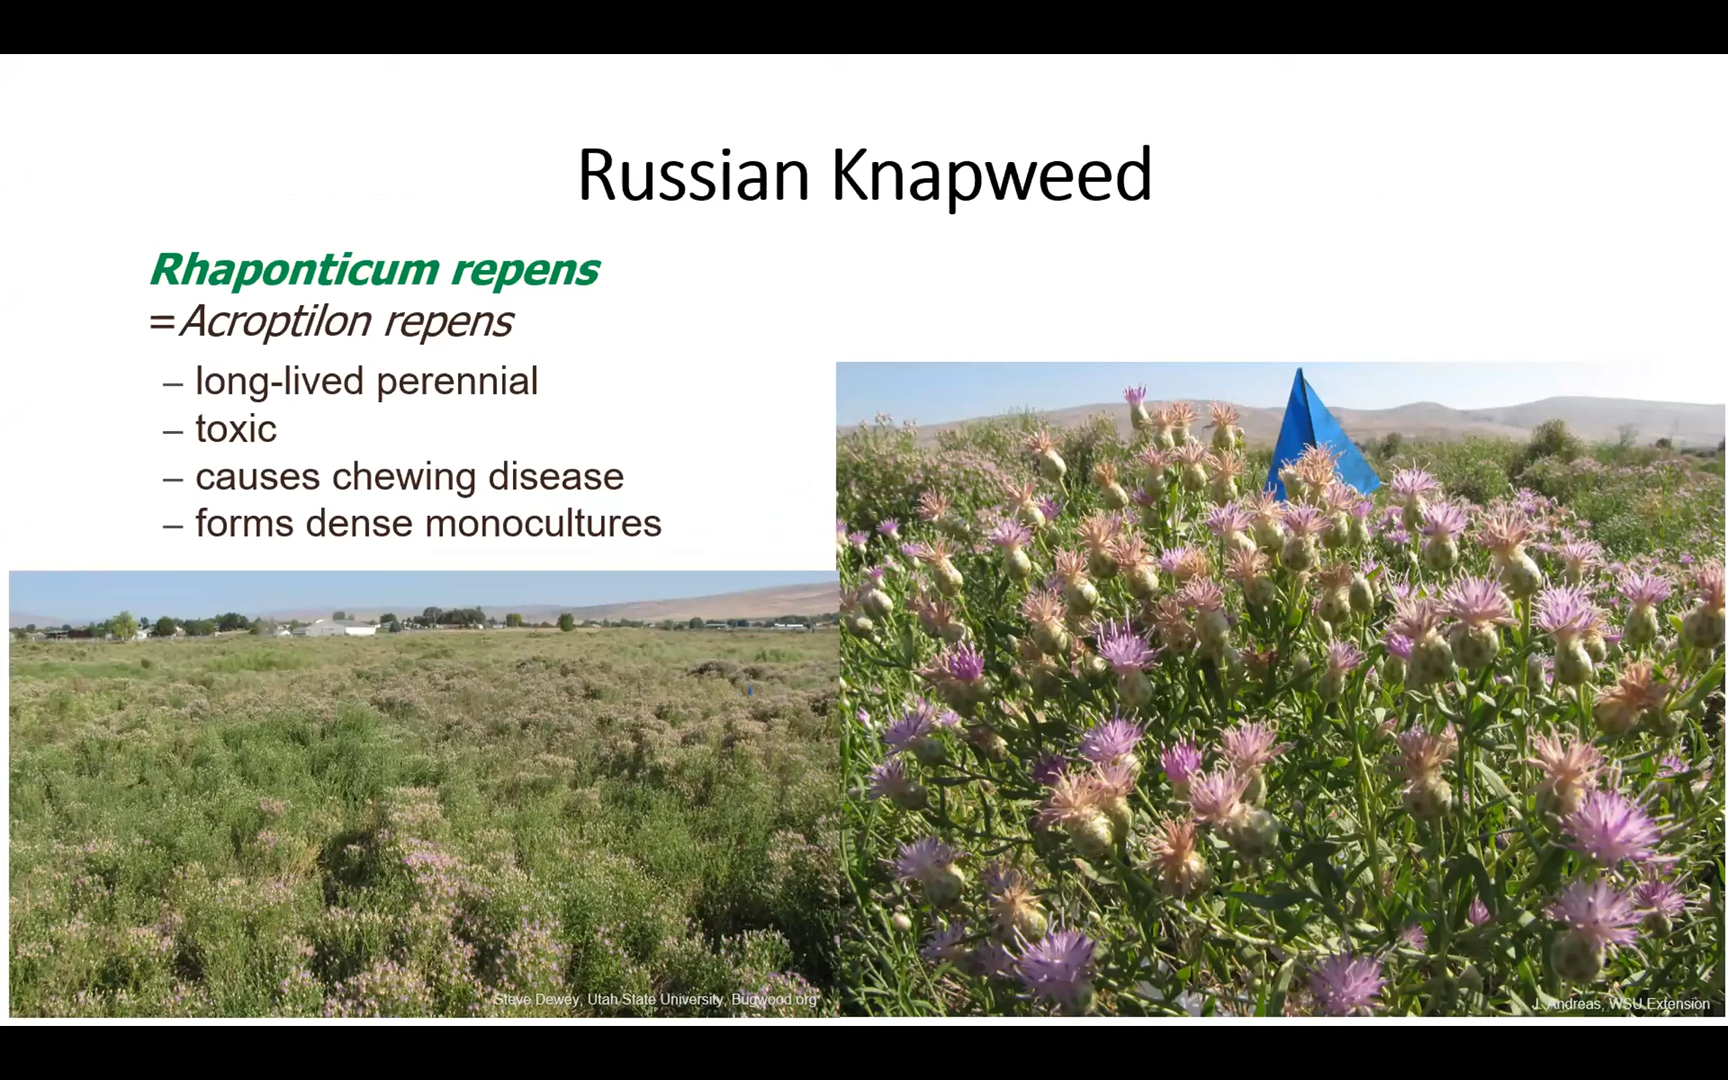 Russian Knapweed
Rhaponticum repens
=Acroptilon repens
– long-lived perennial
– toxic
– causes chewing disease
– forms dense monocultures
Steve Dewey, Utah State University, Bugwood.org
J. Andreas, WSU Extension